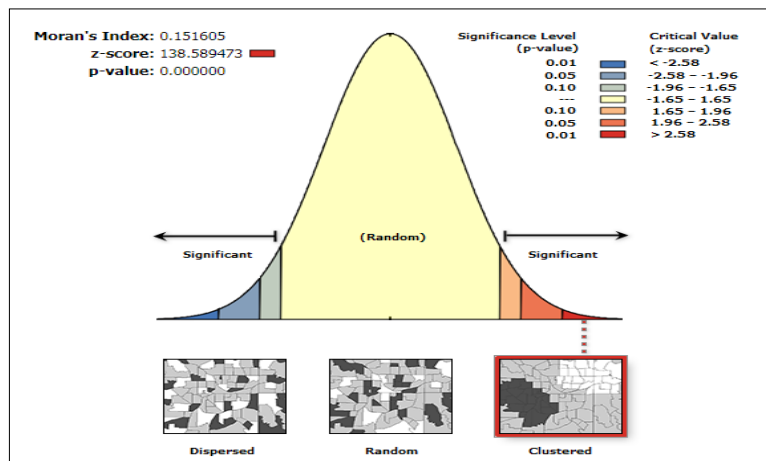 Moran's Index: 0.151605
z-score: 138.589473
p-value: 0.000000
Significance Level
(p-value)
Critical Value
(z-score)
0.01 < -2.58
0.05 -2.58 – -1.96
0.10 -1.96 – -1.65
--- -1.65 – 1.65
0.10 1.65 – 1.96
0.05 1.96 – 2.58
0.01 > 2.58
(Random)
Significant
Significant
Dispersed
Random
Clustered